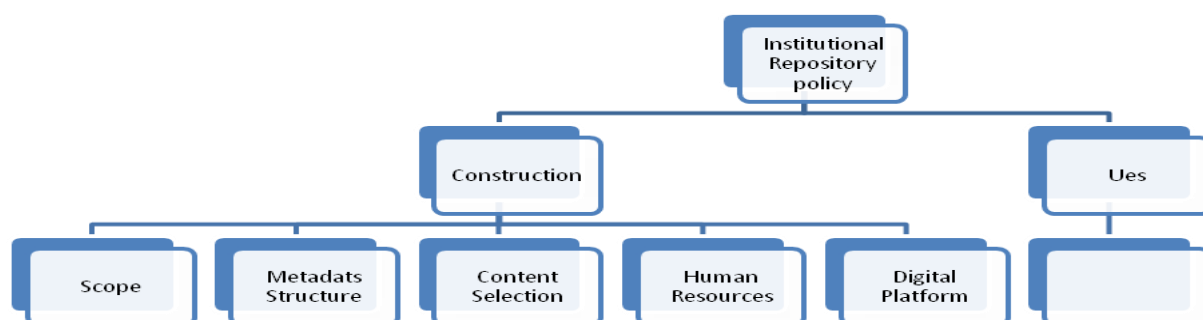 Institutional
Repository
policy
Construction
Ues
Scope
Metadats
Structure
Content
Selection
Human
Resources
Digital
Platform